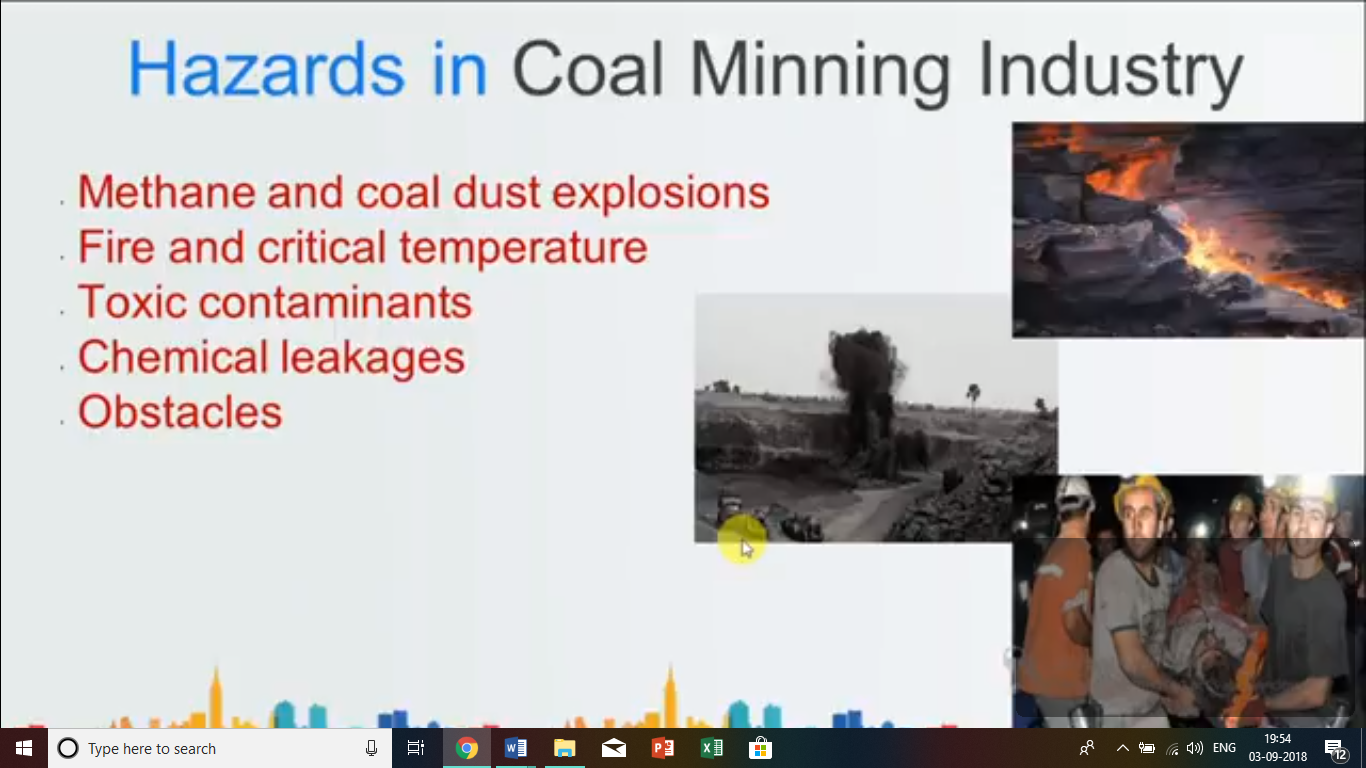 Hazards in Coal Minning Industry
Methane and coal dust explosions
Fire and critical temperature
Toxic contaminants
Chemical leakages
Obstacles
Type here to search
ENG
19:54
03-09-2018
12